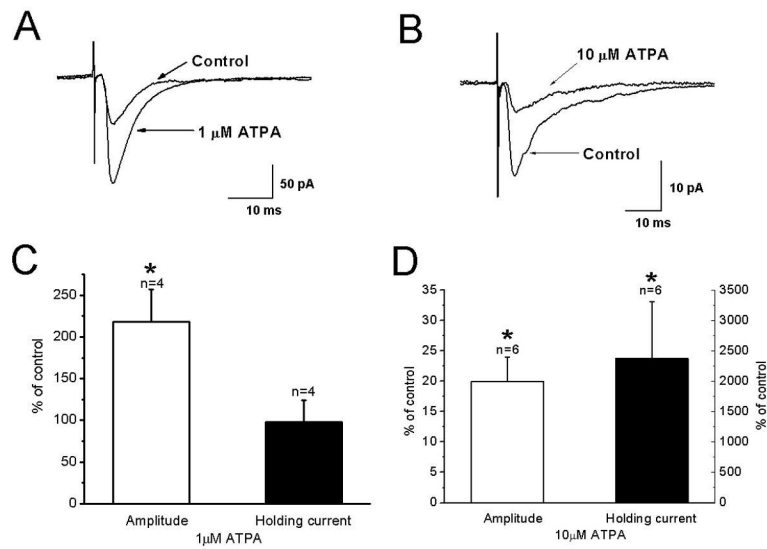 A
Control
1 μM ATPA
50 pA
10 ms
B
10 μM ATPA
Control
10 pA
10 ms
C
% of control
250
200
150
100
50
0
*
n=4
n=4
Amplitude
Holding current
1μM ATPA
D
% of control
35
30
25
20
15
10
5
0
*
n=6
*
n=6
3500
3000
2500
2000
1500
1000
500
0
% of control
Amplitude
Holding current
10μM ATPA